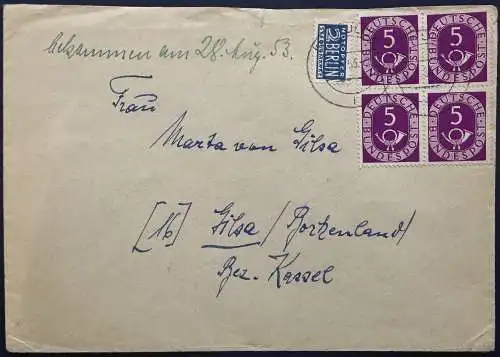 bekommen am 28. Aug. 53.
NOTOPFER
2 BERLIN
STEUERMARKE
DEUTSCHE
BUNDESPOST
5
DEUTSCHE
BUNDESPOST
5
DEUTSCHE
BUNDESPOST
5
DEUTSCHE
BUNDESPOST
5
Frau
Marta von Gilsa
[16] Gilsa / Borkenland/
Bez. Kassel